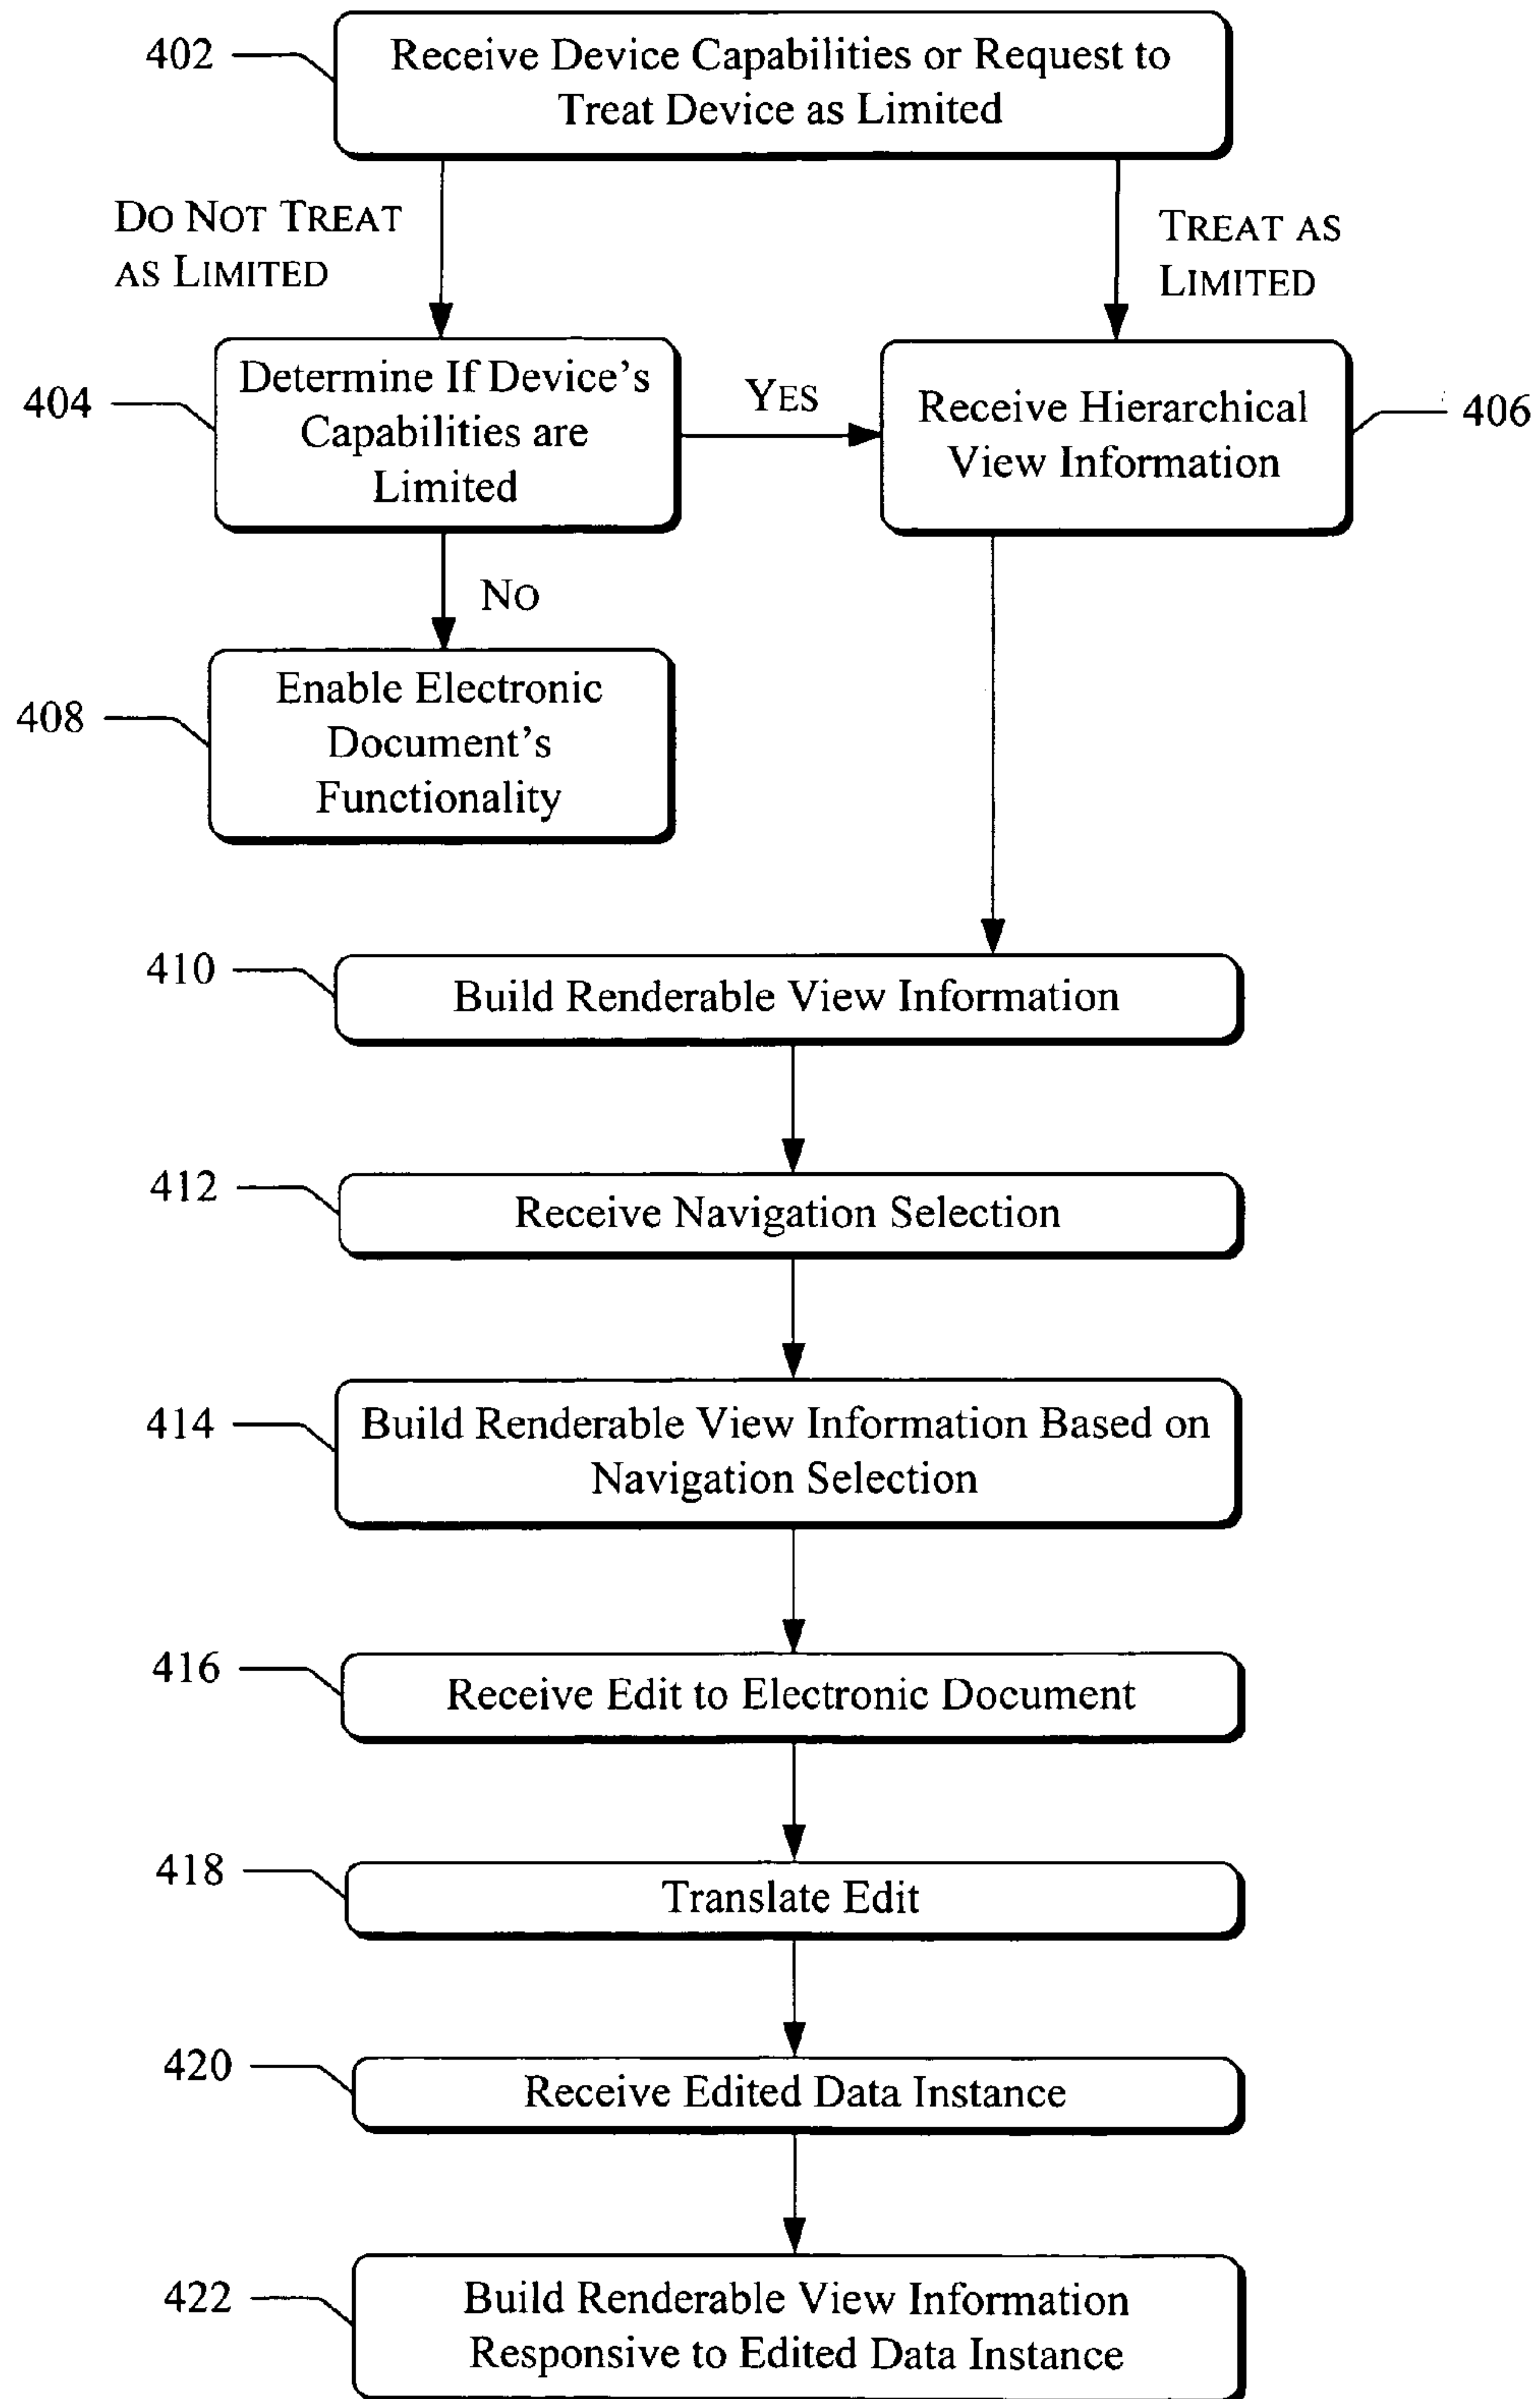 402
Receive Device Capabilities or Request to
Treat Device as Limited
DO NOT TREAT
AS LIMITED
TREAT AS
LIMITED
404
Determine If Device's
Capabilities are
Limited
YES
Receive Hierarchical
View Information
406
NO
408
Enable Electronic
Document's
Functionality
410
Build Renderable View Information
412
Receive Navigation Selection
414
Build Renderable View Information Based on
Navigation Selection
416
Receive Edit to Electronic Document
418
Translate Edit
420
Receive Edited Data Instance
422
Build Renderable View Information
Responsive to Edited Data Instance